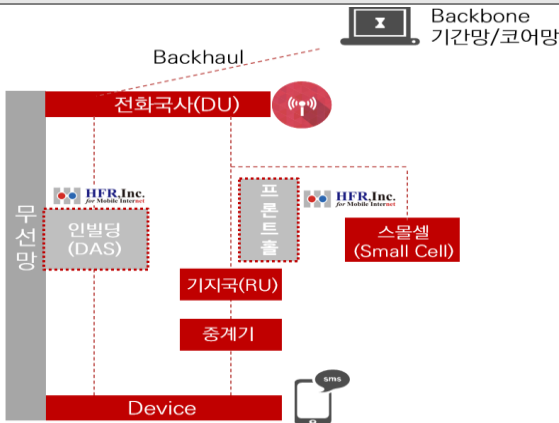 Backbone
기간망/코어망
Backhaul
전화국사(DU)
무선망
HFR,Inc.
for Mobile Internet
인빌딩
(DAS)
프론트홀
HFR,Inc.
for Mobile Internet
스몰셀
(Small Cell)
기지국(RU)
중계기
sms
Device